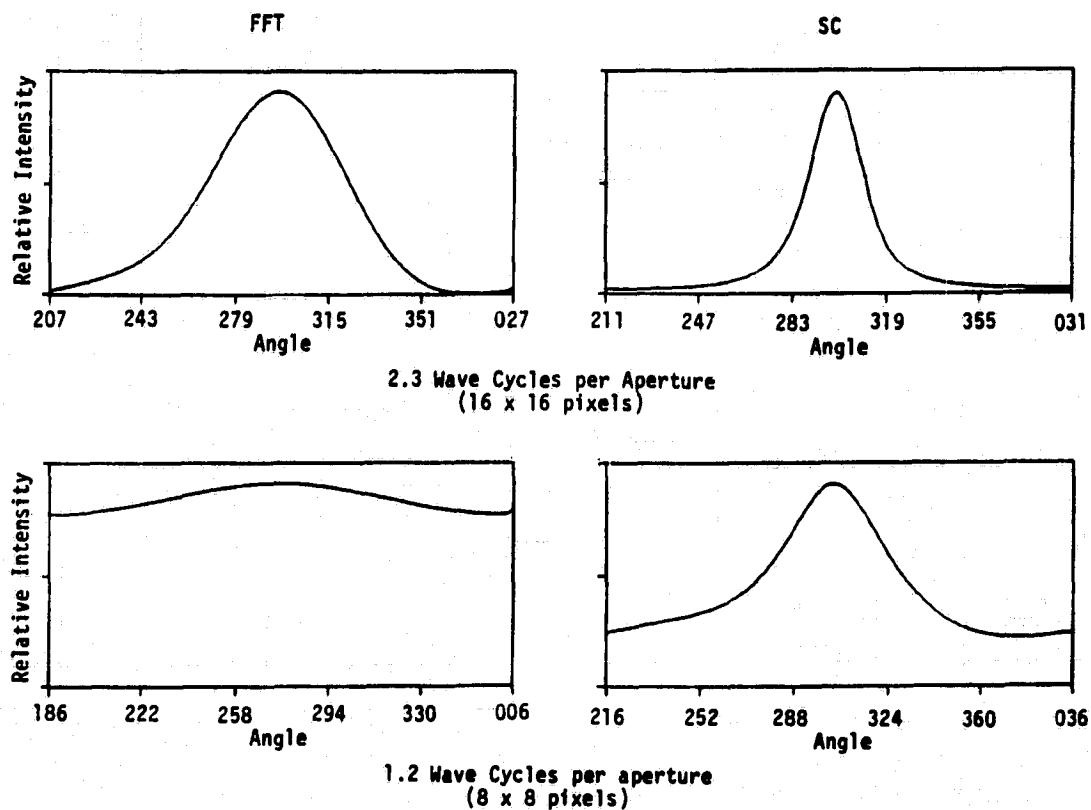 FFT
SC
Relative Intensity
207 243 279 315 351 027
Angle
211 247 283 319 355 031
Angle
2.3 Wave Cycles per Aperture
(16 x 16 pixels)
Relative Intensity
186 222 258 294 330 006
Angle
216 252 288 324 360 036
Angle
1.2 Wave Cycles per aperture
(8 x 8 pixels)